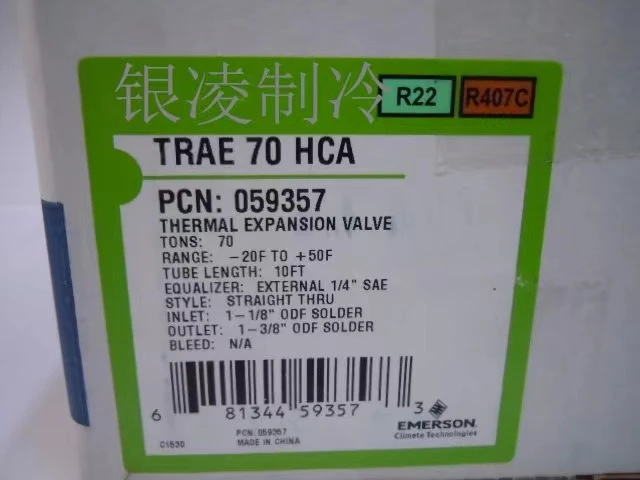 银凌制冷
R22 R407C
TRAE 70 HCA
PCN: 059357
THERMAL EXPANSION VALVE
TONS: 70
RANGE: -20F TO +50F
TUBE LENGTH: 10FT
EQUALIZER: EXTERNAL 1/4" SAE
STYLE: STRAIGHT THRU
INLET: 1-1/8" ODF SOLDER
OUTLET: 1-3/8" ODF SOLDER
BLEED: N/A
6 81344 59357 3
EMERSON
Climate Technologies
C1530
PCN. 059357
MADE IN CHINA